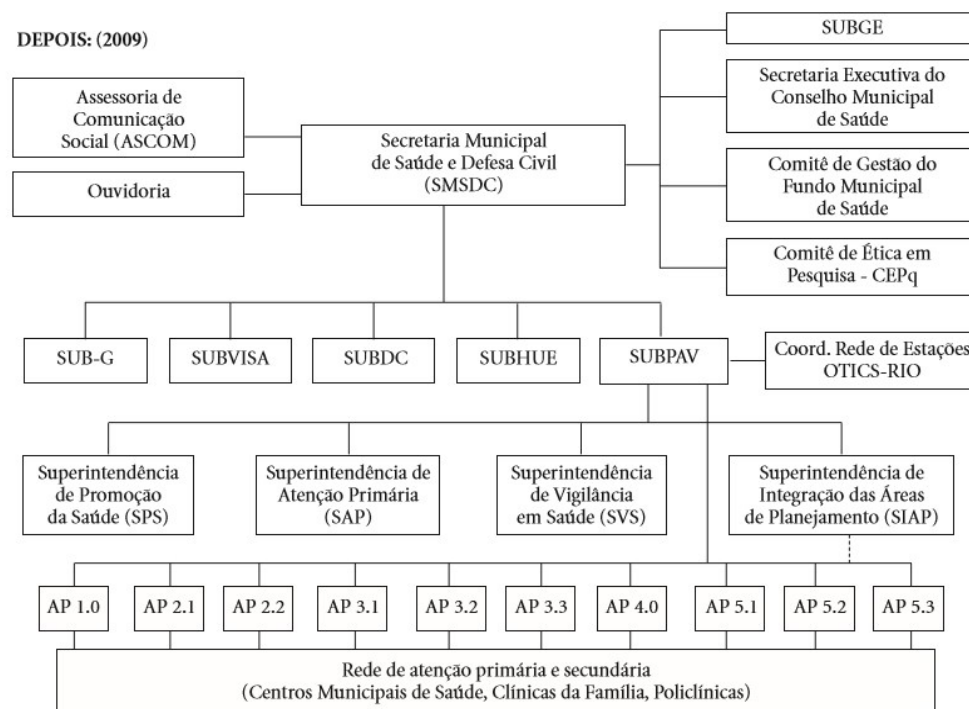 DEPOIS: (2009)
Assessoria de
Comunicação
Social (ASCOM)
Ouvidoria
Secretaria Municipal
de Saúde e Defesa Civil
(SMSDC)
SUBGE
Secretaria Executiva do
Conselho Municipal
de Saúde
Comitê de Gestão do
Fundo Municipal
de Saúde
Comitê de Ética em
Pesquisa - CEPq
SUB-G
SUBVISA
SUBDC
SUBHUE
SUBPAV
Coord. Rede de Estações
OTICS-RIO
Superintendência
de Promoção
da Saúde (SPS)
Superintendência de
Atenção Primária
(SAP)
Superintendência
de Vigilância
em Saúde (SVS)
Superintendência de
Integração das Áreas
de Planejamento (SIAP)
AP 1.0
AP 2.1
AP 2.2
AP 3.1
AP 3.2
AP 3.3
AP 4.0
AP 5.1
AP 5.2
AP 5.3
Rede de atenção primária e secundária
(Centros Municipais de Saúde, Clínicas da Família, Policlínicas)